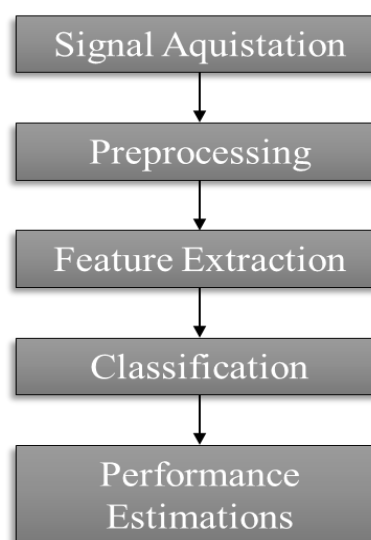 Signal Aquistation
Preprocessing
Feature Extraction
Classification
Performance
Estimations